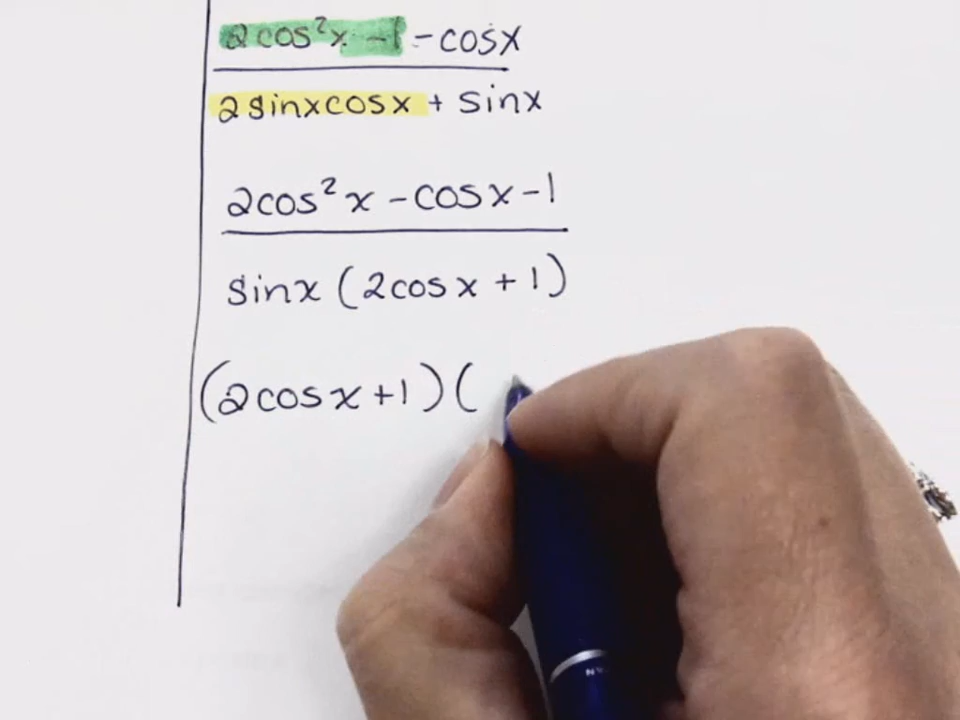 2cos²x -1 - cosx
2sinxcosx + sinx
2cos²x - cosx - 1
sinx (2cosx + 1)
(2cosx+1)(